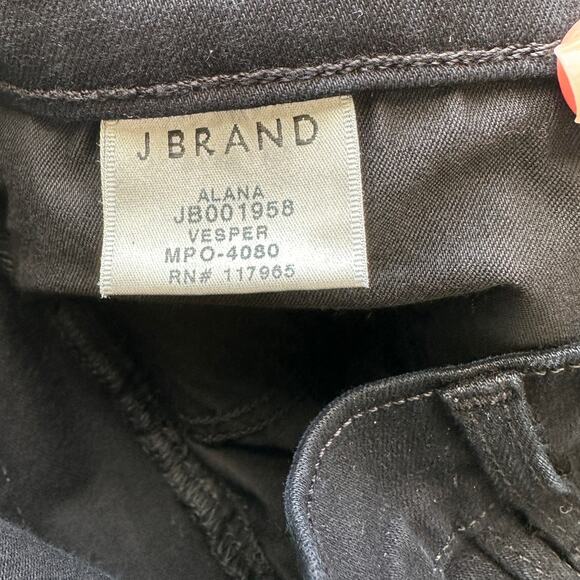 J BRAND
ALANA
JB001958
VESPER
MPO-4080
RN# 117965